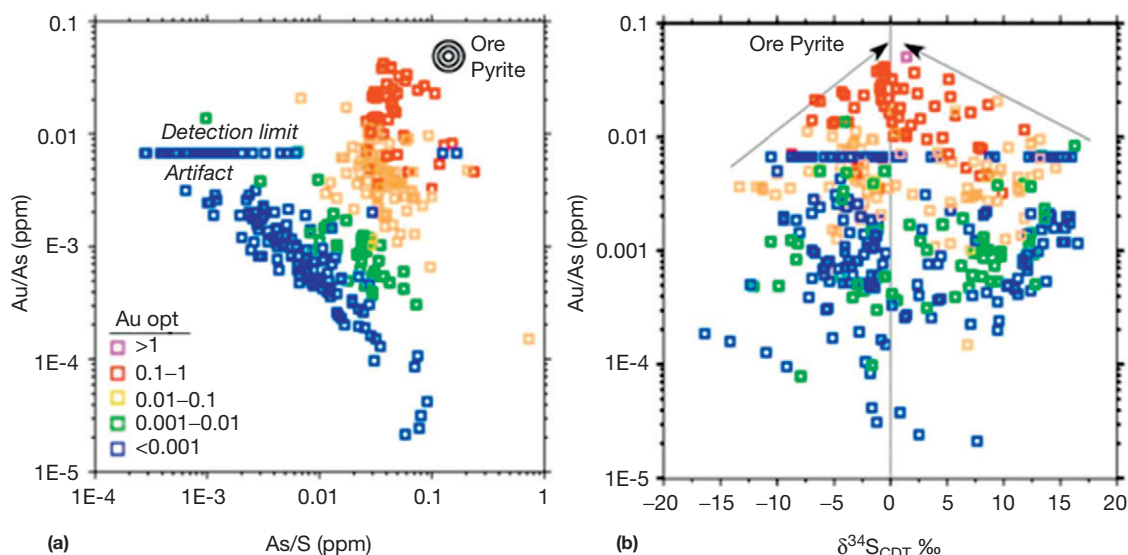 0.1
0.01
E–3
1E–4
1E–5
Au/As (ppm)
Ore
Pyrite
Detection limit
Artifact
Au opt
>1
0.1–1
0.01–0.1
0.001–0.01
<0.001
1E–4
1E–3
0.01
0.1
1
(a)
As/S (ppm)
0.1
0.01
0.001
1E–4
1E–5
Au/As (ppm)
Ore Pyrite
–20
–15
–10
–5
0
5
10
15
20
(b)
δ34SCDT ‰